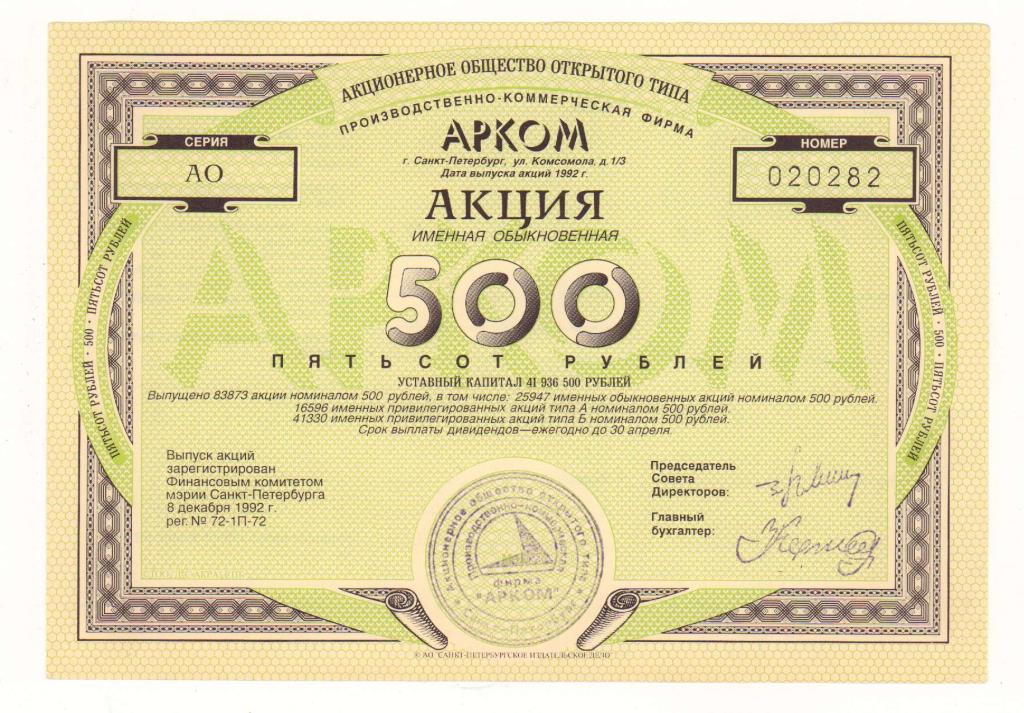 АКЦИОНЕРНОЕ ОБЩЕСТВО ОТКРЫТОГО ТИПА
ПРОИЗВОДСТВЕННО-КОММЕРЧЕСКАЯ ФИРМА
АРКОМ
г. Санкт-Петербург, ул. Комсомола, д.1/3
Дата выпуска акций 1992 г.
СЕРИЯ
АО
НОМЕР
020282
АКЦИЯ
ИМЕННАЯ ОБЫКНОВЕННАЯ
АРКОМ
500
ПЯТЬСОТ РУБЛЕЙ
ПЯТЬСОТ РУБЛЕЙ · 500 · ПЯТЬСОТ РУБЛЕЙ
ПЯТЬСОТ РУБЛЕЙ · 500 · ПЯТЬСОТ РУБЛЕЙ
УСТАВНЫЙ КАПИТАЛ 41 936 500 РУБЛЕЙ
Выпущено 83873 акции номиналом 500 рублей, в том числе: 25947 именных обыкновенных акций номиналом 500 рублей.
16596 именных привилегированных акций типа А номиналом 500 рублей.
41330 именных привилегированных акций типа Б номиналом 500 рублей.
Срок выплаты дивидендов—ежегодно до 30 апреля.
Выпуск акций
зарегистрирован
Финансовым комитетом
мэрии Санкт-Петербурга
8 декабря 1992 г.
рег. № 72-1П-72
Председатель
Совета
Директоров:
Главный
бухгалтер:
Акционерное общество открытого типа
Производственно-коммерческая
фирма
"АРКОМ"
© АО "САНКТ-ПЕТЕРБУРГСКОЕ ИЗДАТЕЛЬСКОЕ ДЕЛО"